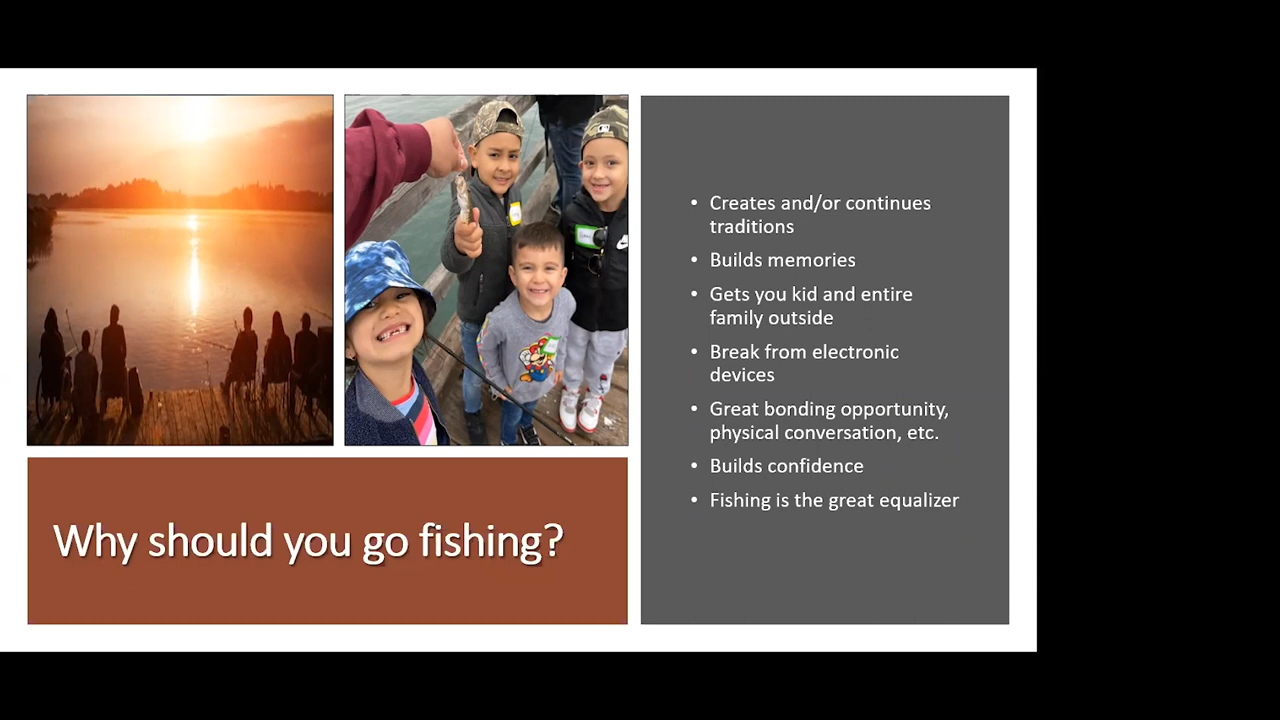 Why should you go fishing?
• Creates and/or continues
traditions
• Builds memories
• Gets you kid and entire
family outside
• Break from electronic
devices
• Great bonding opportunity,
physical conversation, etc.
• Builds confidence
• Fishing is the great equalizer